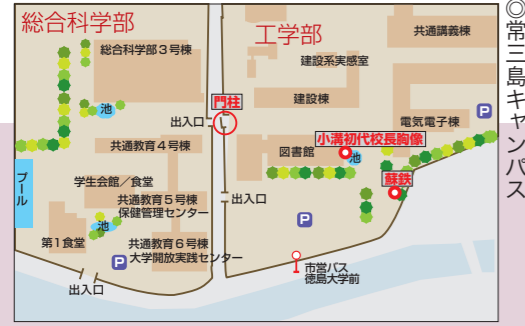 ◎常三島キャンパス
総合科学部
工学部
共通講義棟
総合科学部3号棟
建設系実感室
池
門柱
建設棟
出入口
電気電子棟
P
小溝初代校長胸像
共通教育4号棟
図書館
池
蘇鉄
プール
学生会館／食堂
共通教育5号棟
保健管理センター
出入口
池
P
第1食堂
共通教育6号棟
大学開放実践センター
P
市営バス
徳島大学前
出入口